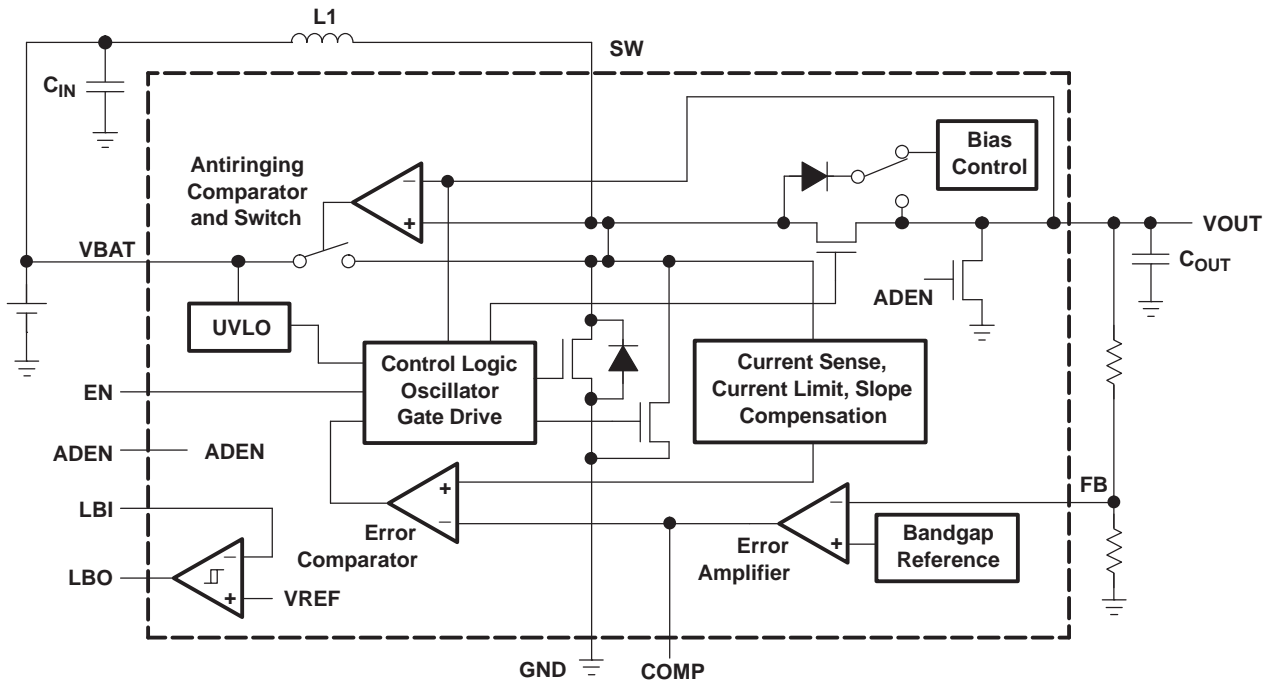 L1
SW
CIN
Antiringing
Comparator
and Switch
−
+
Bias
Control
VBAT
VOUT
COUT
ADEN
UVLO
Control Logic
Oscillator
Gate Drive
Current Sense,
Current Limit, Slope
Compensation
EN
ADEN
ADEN
LBI
LBO
−
+
VREF
+
−
Error
Comparator
−
+
Error
Amplifier
Bandgap
Reference
FB
GND
COMP